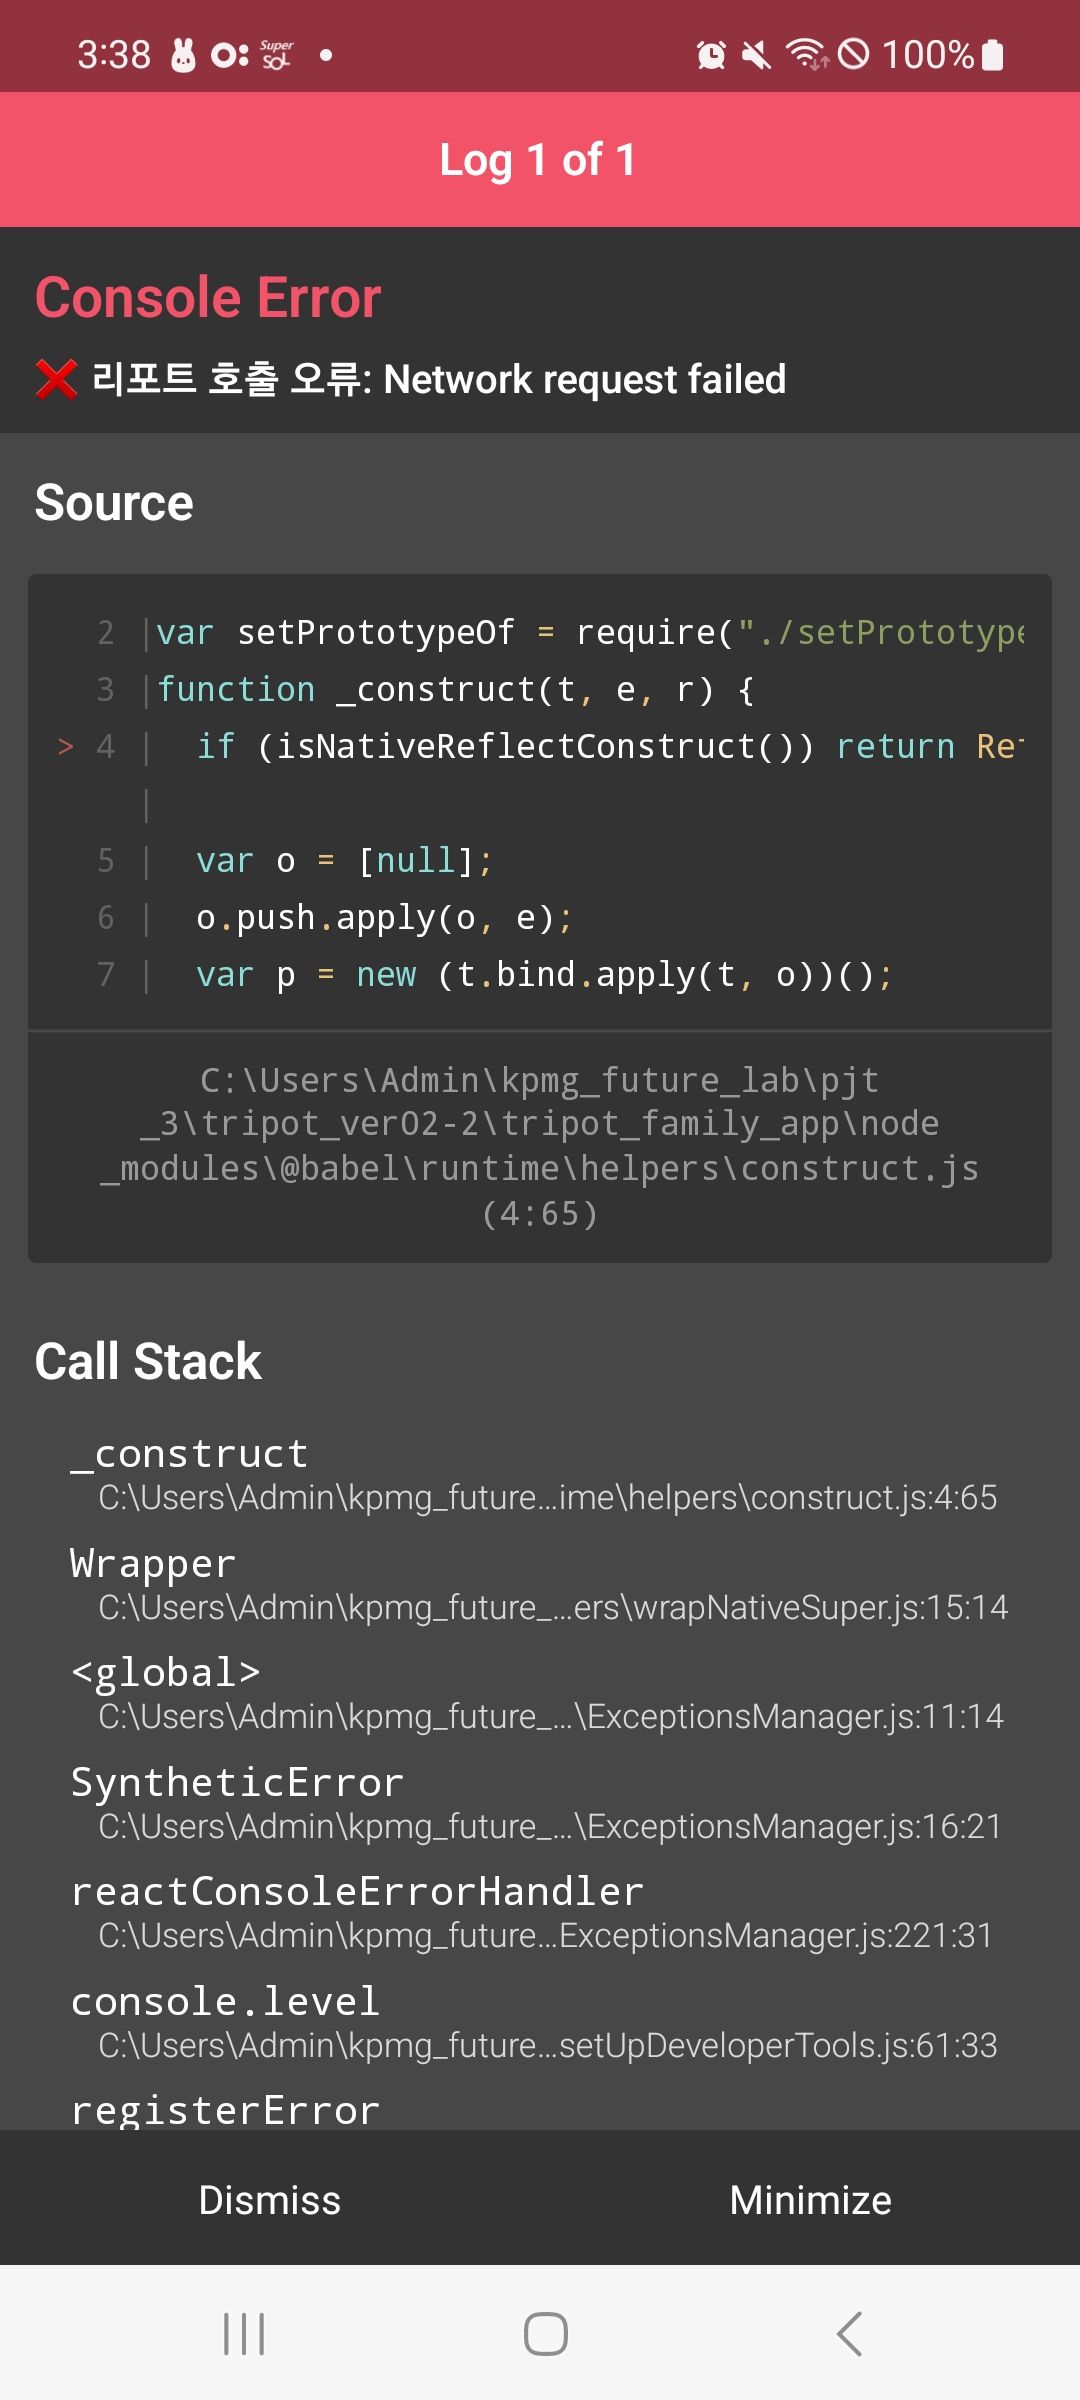 3:38 Super SOL 100%
Log 1 of 1
Console Error
❌ 리포트 호출 오류: Network request failed
Source
2 |var setPrototypeOf = require("./setPrototype
3 |function _construct(t, e, r) {
> 4 |  if (isNativeReflectConstruct()) return Re
|
5 |  var o = [null];
6 |  o.push.apply(o, e);
7 |  var p = new (t.bind.apply(t, o))();
C:\Users\Admin\kpmg_future_lab\pjt
_3\tripot_ver02-2\tripot_family_app\node
_modules\@babel\runtime\helpers\construct.js
(4:65)
Call Stack
_construct
C:\Users\Admin\kpmg_future…ime\helpers\construct.js:4:65
Wrapper
C:\Users\Admin\kpmg_future_…ers\wrapNativeSuper.js:15:14
<global>
C:\Users\Admin\kpmg_future_…\ExceptionsManager.js:11:14
SyntheticError
C:\Users\Admin\kpmg_future_…\ExceptionsManager.js:16:21
reactConsoleErrorHandler
C:\Users\Admin\kpmg_future…ExceptionsManager.js:221:31
console.level
C:\Users\Admin\kpmg_future…setUpDeveloperTools.js:61:33
registerError
Dismiss Minimize